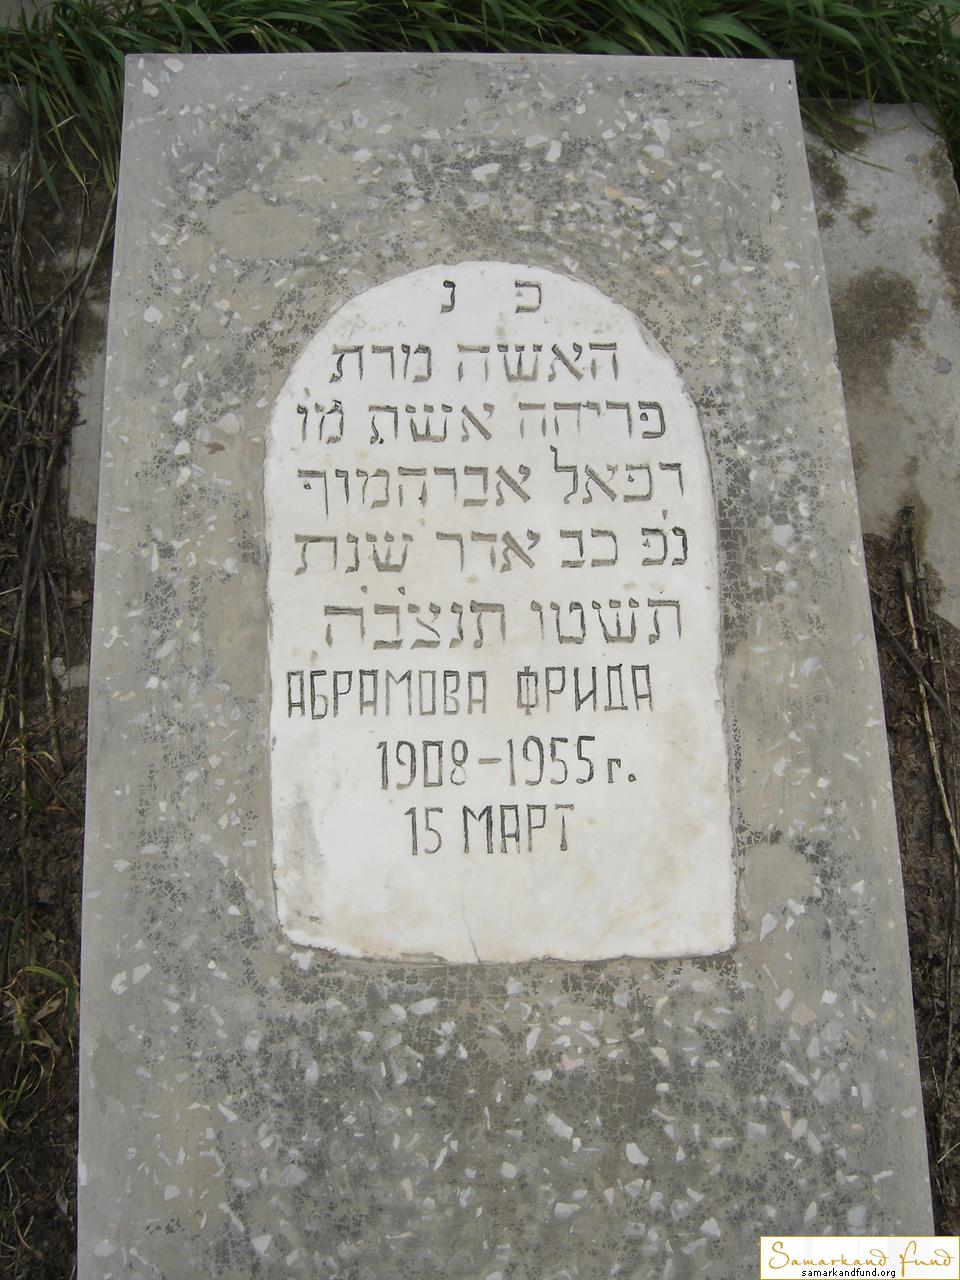 כ נ
האשה מרת
פריחה אשת מו
רפאל אברהמוף
נפ כב אדר שנת
תשטו תנצבה
АБРАМОВА ФРИДА
1908-1955г.
15 МАРТ
Samarkand Fund
samarkandfund.org